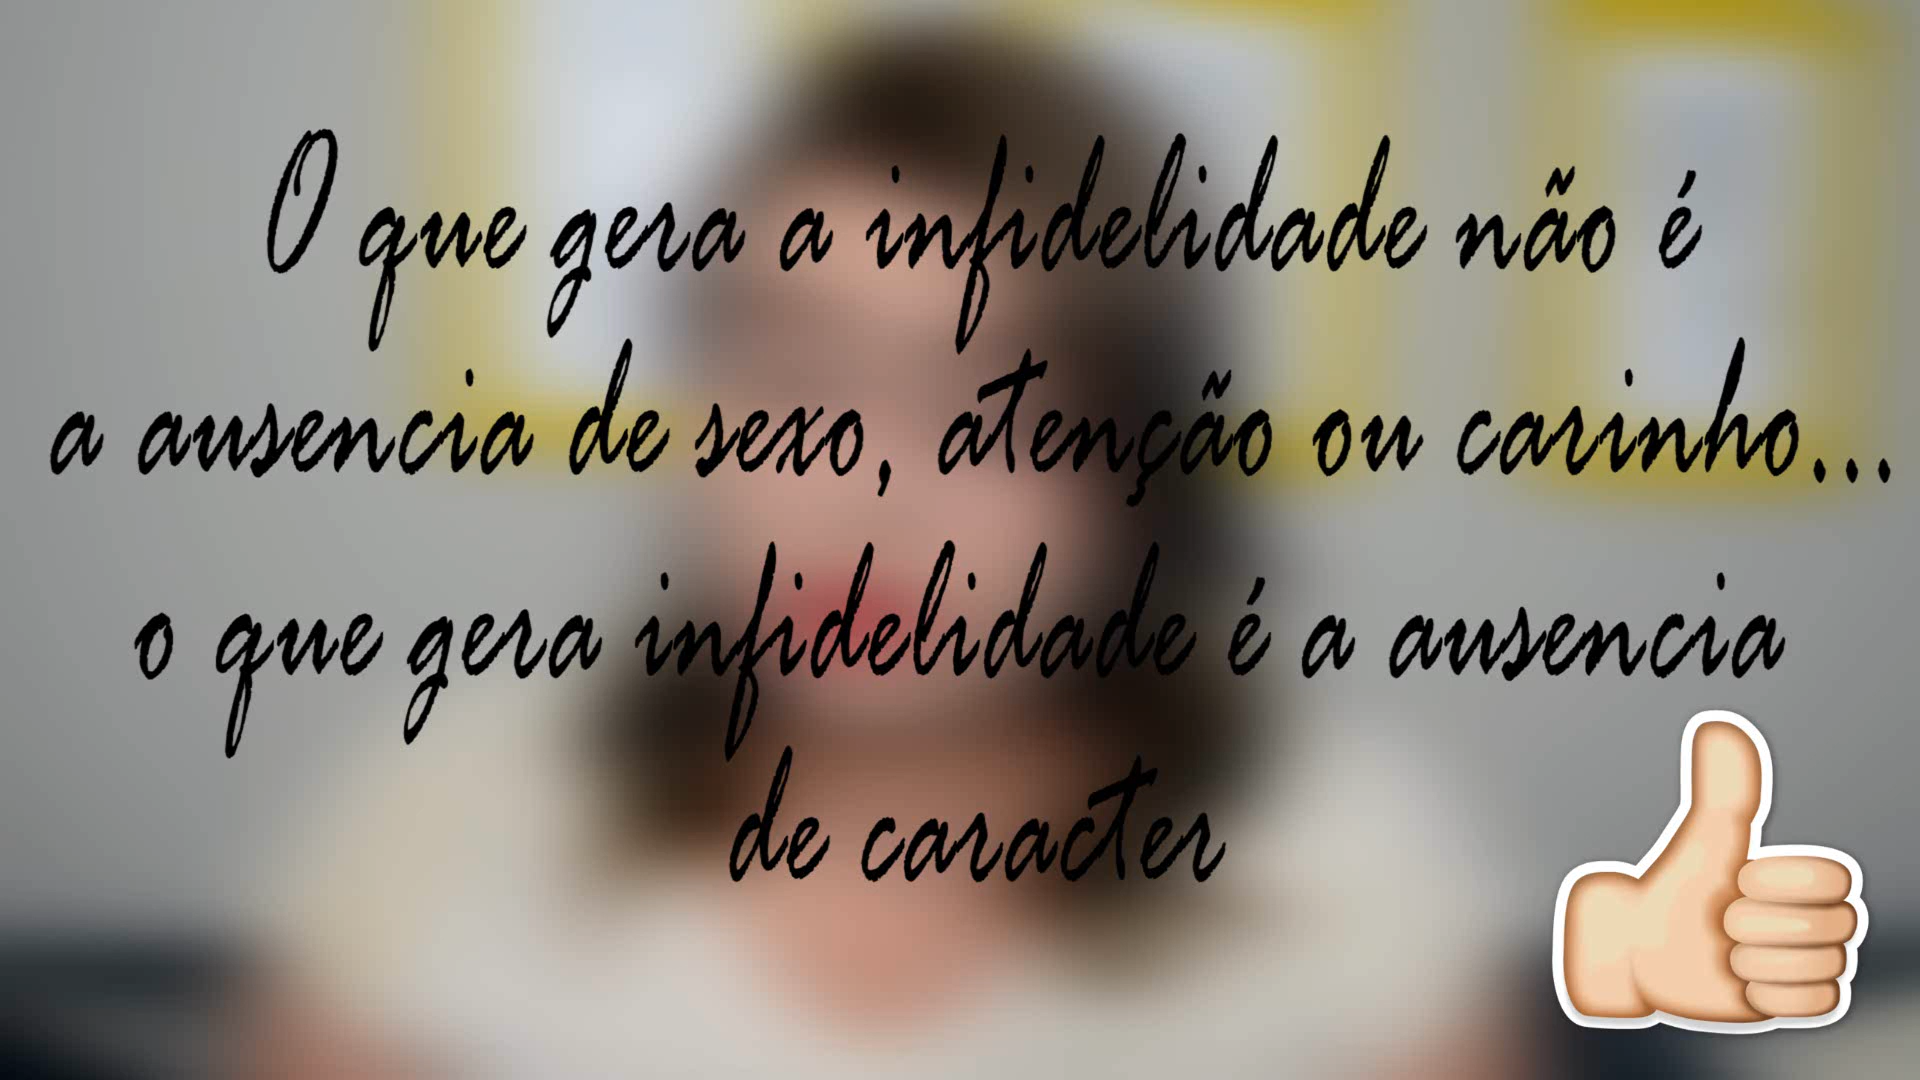 O que gera a infidelidade não é
a ausencia de sexo, atenção ou carinho...
o que gera infidelidade é a ausencia
de caracter